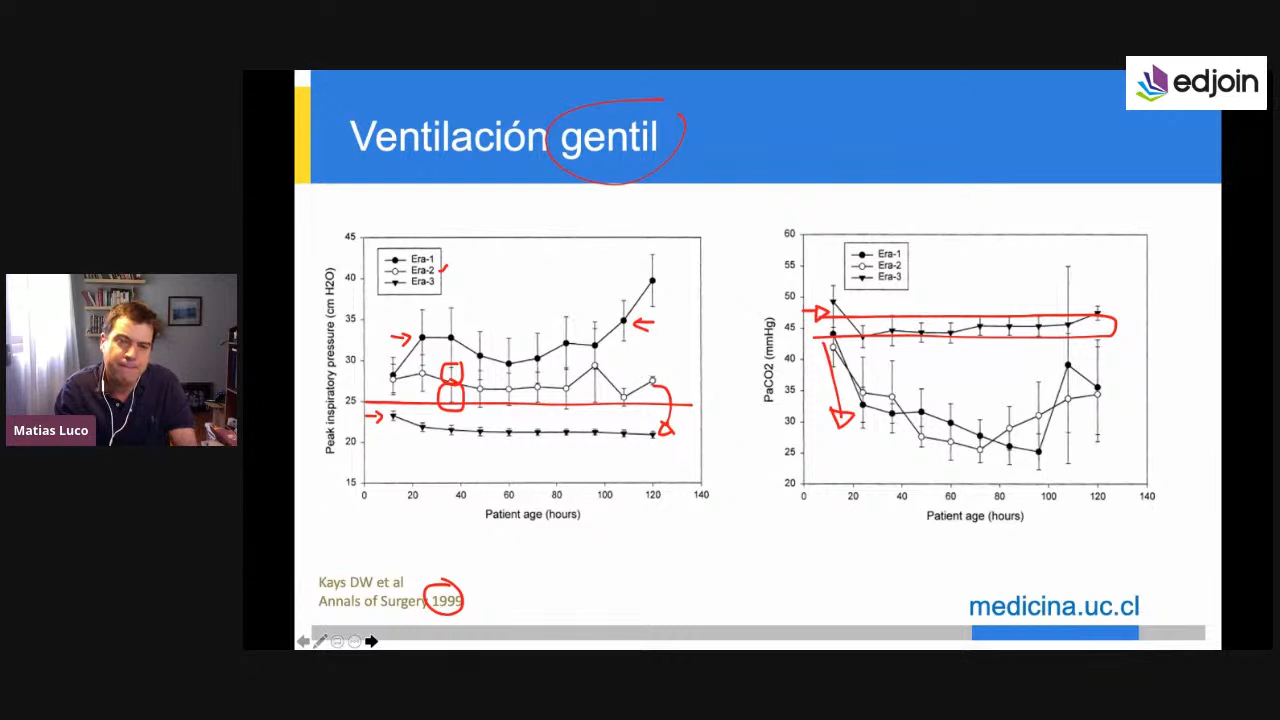 edjoin
Ventilación gentil
Matias Luco
Peak inspiratory pressure (cm H2O)
45
40
35
30
25
20
15
Era-1
Era-2
Era-3
0 20 40 60 80 100 120 140
Patient age (hours)
PaCO2 (mmHg)
60
55
50
45
40
35
30
25
20
Era-1
Era-2
Era-3
0 20 40 60 80 100 120 140
Patient age (hours)
Kays DW et al
Annals of Surgery 1999
medicina.uc.cl